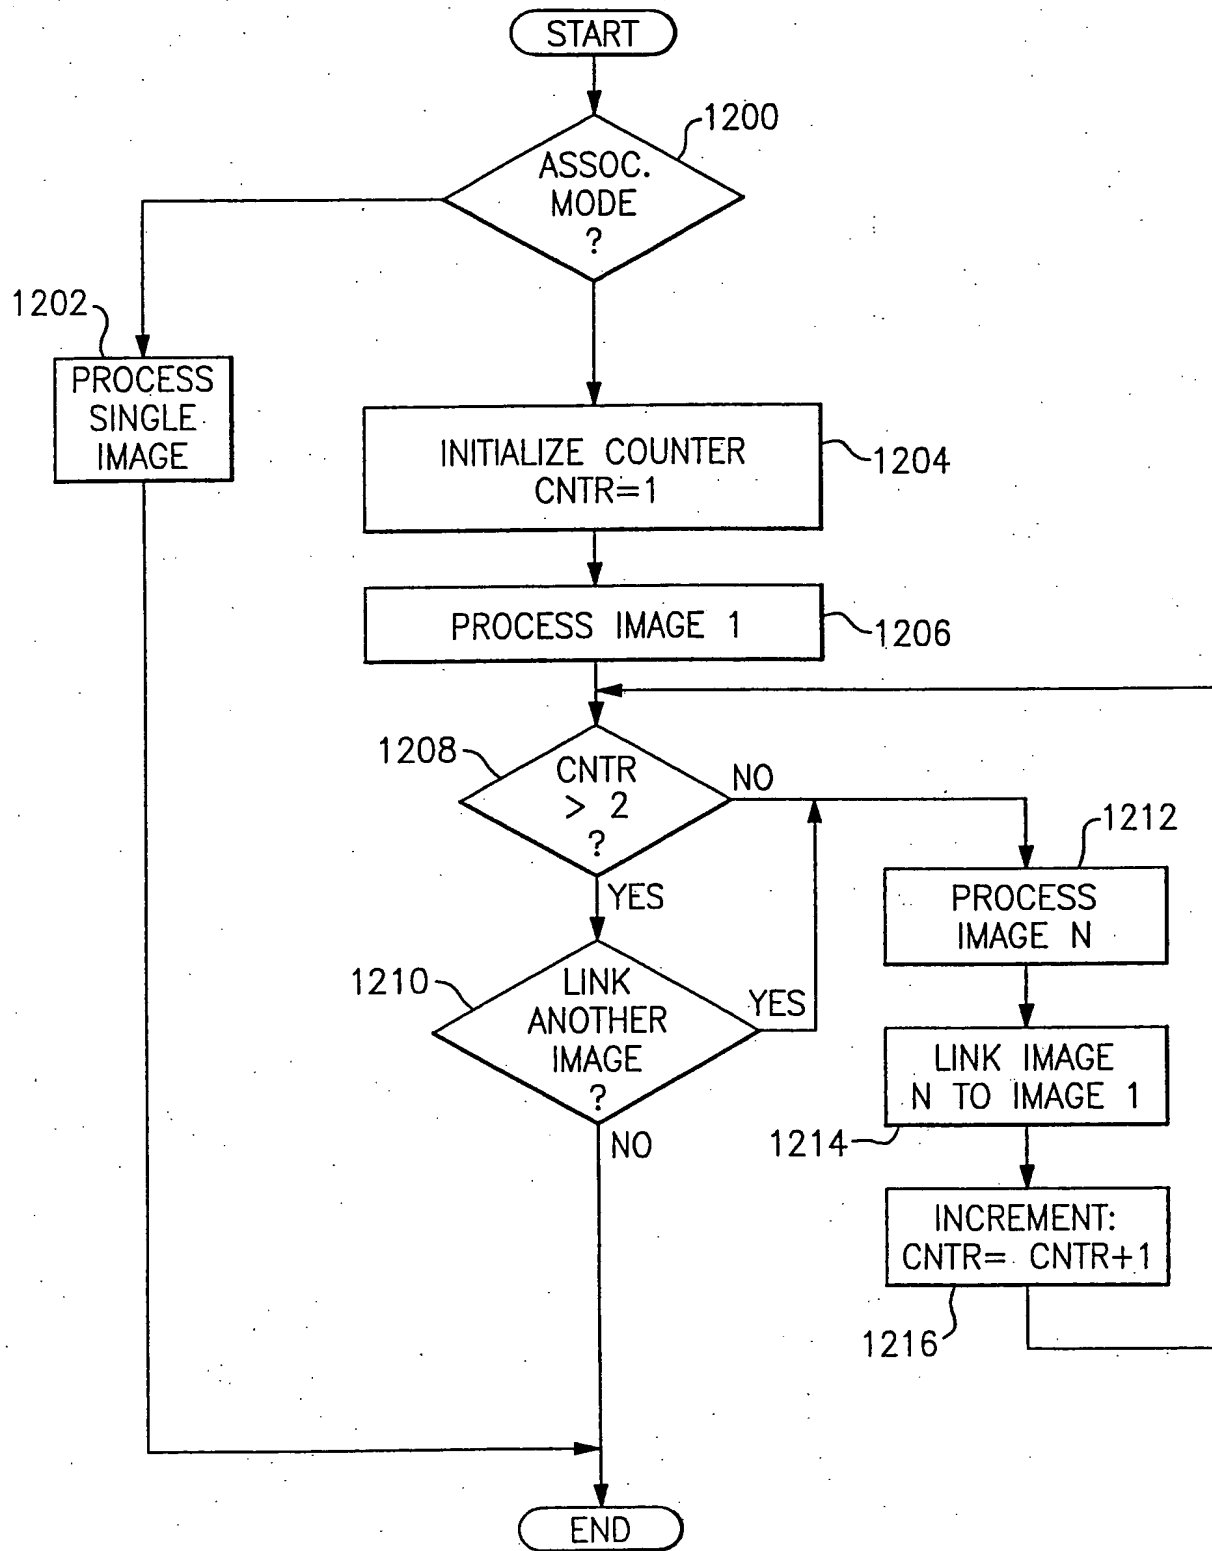 START
1200
ASSOC.
MODE
?
1202
PROCESS
SINGLE
IMAGE
INITIALIZE COUNTER
CNTR=1
1204
PROCESS IMAGE 1
1206
1208
CNTR
> 2
?
NO
YES
1212
PROCESS
IMAGE N
1210
LINK
ANOTHER
IMAGE
?
YES
NO
LINK IMAGE
N TO IMAGE 1
1214
INCREMENT:
CNTR= CNTR+1
1216
END